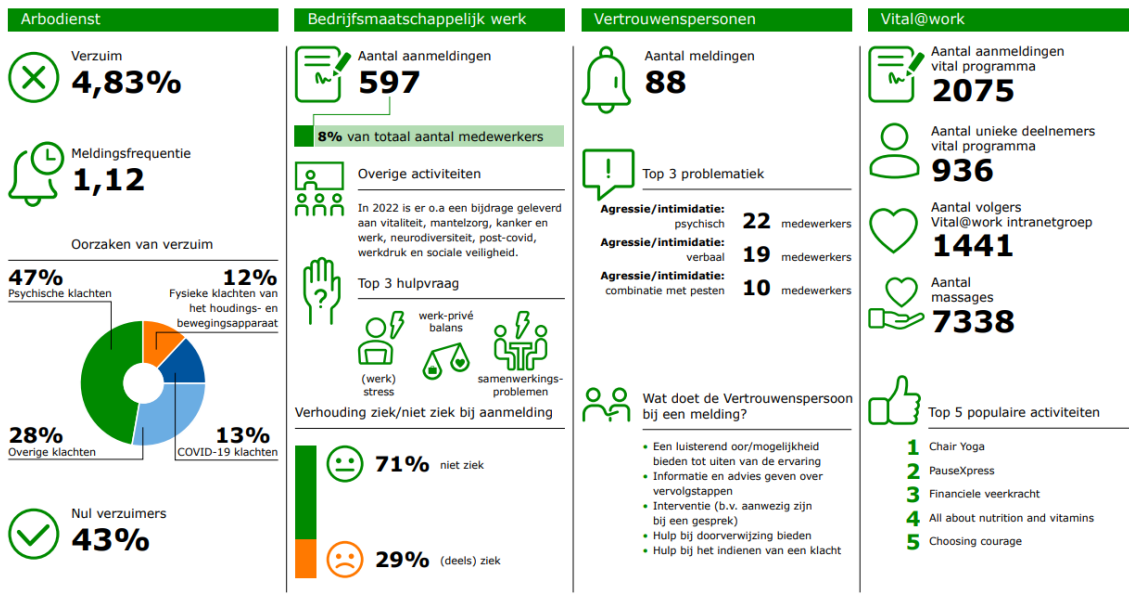 Arbodienst
Verzuim
4,83%
Meldingsfrequentie
1,12
Oorzaken van verzuim
47%
Psychische klachten
12%
Fysieke klachten van
het houdings- en
bewegingsapparaat
28%
Overige klachten
13%
COVID-19 klachten
Nul verzuimers
43%
Bedrijfsmaatschappelijk werk
Aantal aanmeldingen
597
8% van totaal aantal medewerkers
Overige activiteiten
In 2022 is er o.a een bijdrage geleverd
aan vitaliteit, mantelzorg, kanker en
werk, neurodiversiteit, post-covid,
werkdruk en sociale veiligheid.
?
Top 3 hulpvraag
(werk)
stress
werk-privé
balans
samenwerkings-
problemen
Verhouding ziek/niet ziek bij aanmelding
71% niet ziek
29% (deels) ziek
Vertrouwenspersonen
Aantal meldingen
88
!
Top 3 problematiek
Agressie/intimidatie:
psychisch
22 medewerkers
Agressie/intimidatie:
verbaal
19 medewerkers
Agressie/intimidatie:
combinatie met pesten
10 medewerkers
Wat doet de Vertrouwenspersoon
bij een melding?
• Een luisterend oor/mogelijkheid
bieden tot uiten van de ervaring
• Informatie en advies geven over
vervolgstappen
• Interventie (b.v. aanwezig zijn
bij een gesprek)
• Hulp bij doorverwijzing bieden
• Hulp bij het indienen van een klacht
Vital@work
Aantal aanmeldingen
vital programma
2075
Aantal unieke deelnemers
vital programma
936
Aantal volgers
Vital@work intranetgroep
1441
Aantal
massages
7338
Top 5 populaire activiteiten
1 Chair Yoga
2 PauseXpress
3 Financiele veerkracht
4 All about nutrition and vitamins
5 Choosing courage